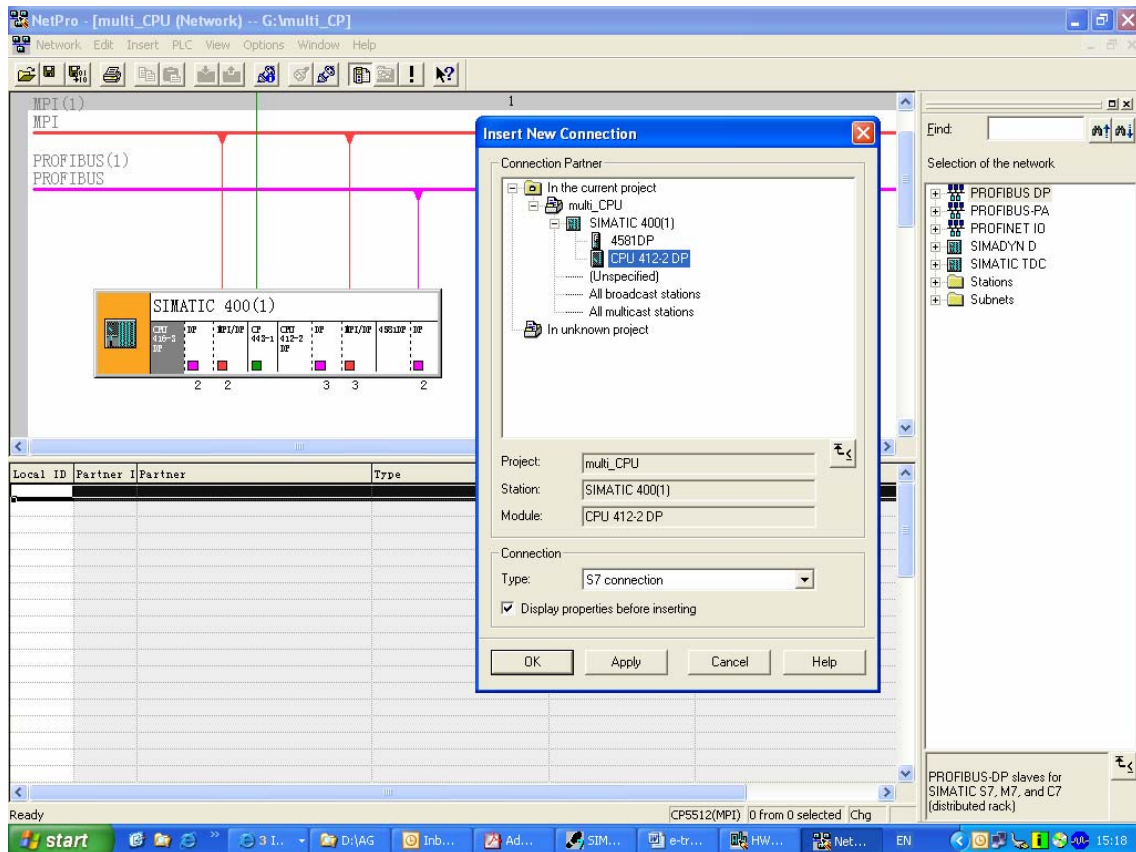 NetPro - [multi_CPU (Network) -- G:\multi_CP]
Network Edit Insert PLC View Options Window Help
MPI(1)
MPI
1
PROFIBUS(1)
PROFIBUS
SIMATIC 400(1)
CPU 416-3 DP
DP
MPI/DP
CP 443-1
CPU 412-2 DP
DP
MPI/DP
4581DP
DP
2 2 3 3 2
Insert New Connection
Connection Partner
In the current project
multi_CPU
SIMATIC 400(1)
4581DP
CPU 412-2 DP
(Unspecified)
All broadcast stations
All multicast stations
In unknown project
Project: multi_CPU
Station: SIMATIC 400(1)
Module: CPU 412-2 DP
Connection
Type: S7 connection
Display properties before inserting
OK Apply Cancel Help
Find:
Selection of the network
PROFIBUS DP
PROFIBUS-PA
PROFINET IO
SIMADYN D
SIMATIC TDC
Stations
Subnets
Local ID Partner I Partner Type
PROFIBUS-DP slaves for
SIMATIC S7, M7, and C7
(distributed rack)
Ready CP5512(MPI) 0 from 0 selected Chg
start 3 I.. D:\AG Inb... Ad... SIM... e-tr... HW... Net... EN 15:18